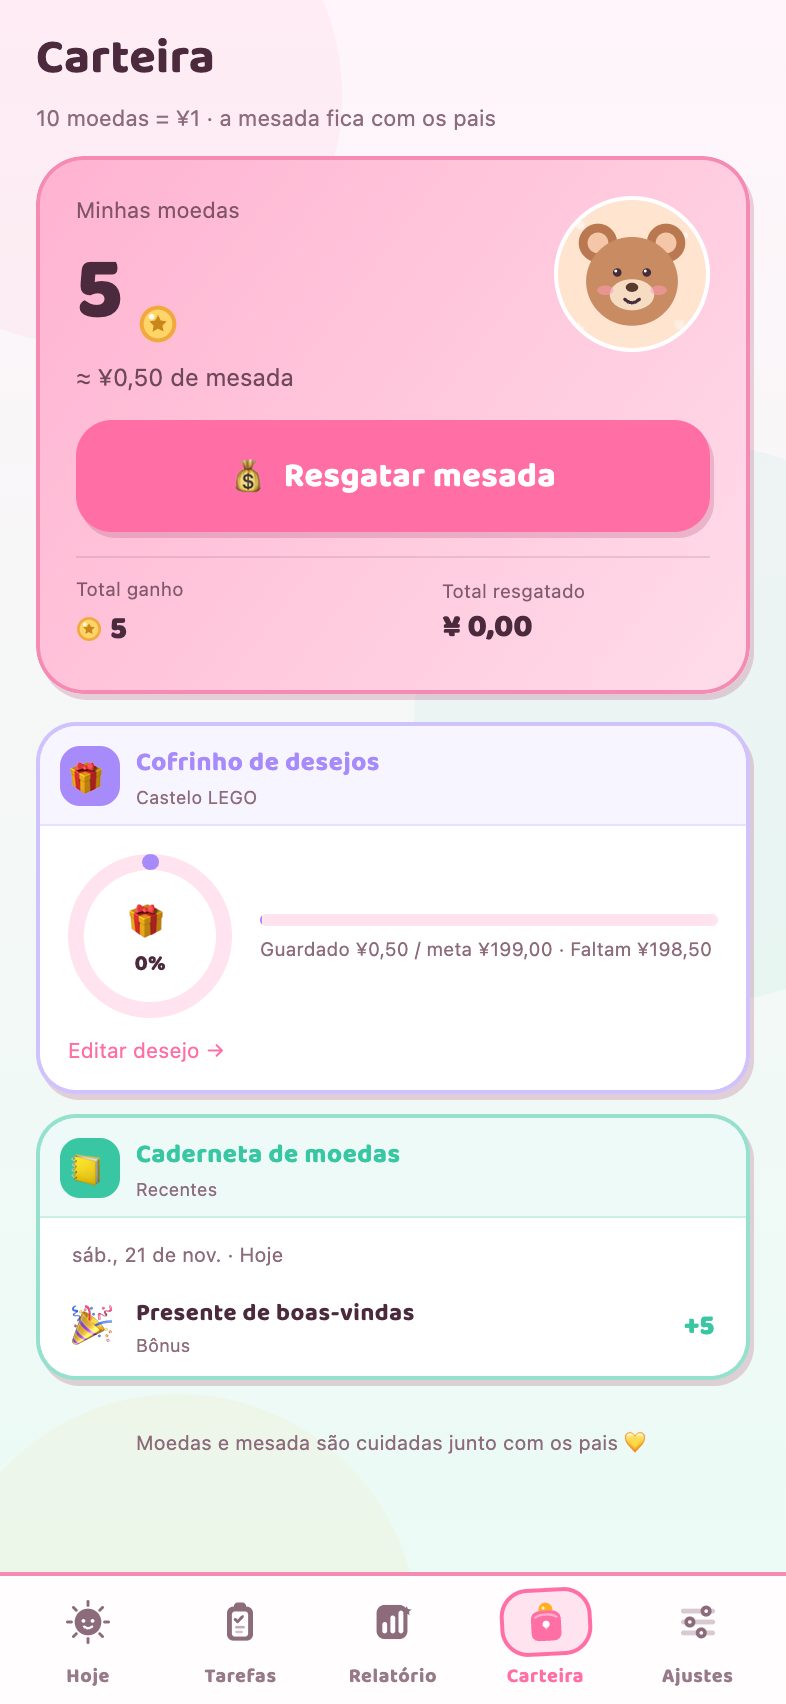 Carteira
10 moedas = ¥1 · a mesada fica com os pais
Minhas moedas
5
≈ ¥0,50 de mesada
Resgatar mesada
Total ganho
5
Total resgatado
¥ 0,00
Cofrinho de desejos
Castelo LEGO
0%
Guardado ¥0,50 / meta ¥199,00 · Faltam ¥198,50
Editar desejo →
Caderneta de moedas
Recentes
sáb., 21 de nov. · Hoje
Presente de boas-vindas
Bônus
+5
Moedas e mesada são cuidadas junto com os pais 💛
Hoje
Tarefas
Relatório
Carteira
Ajustes